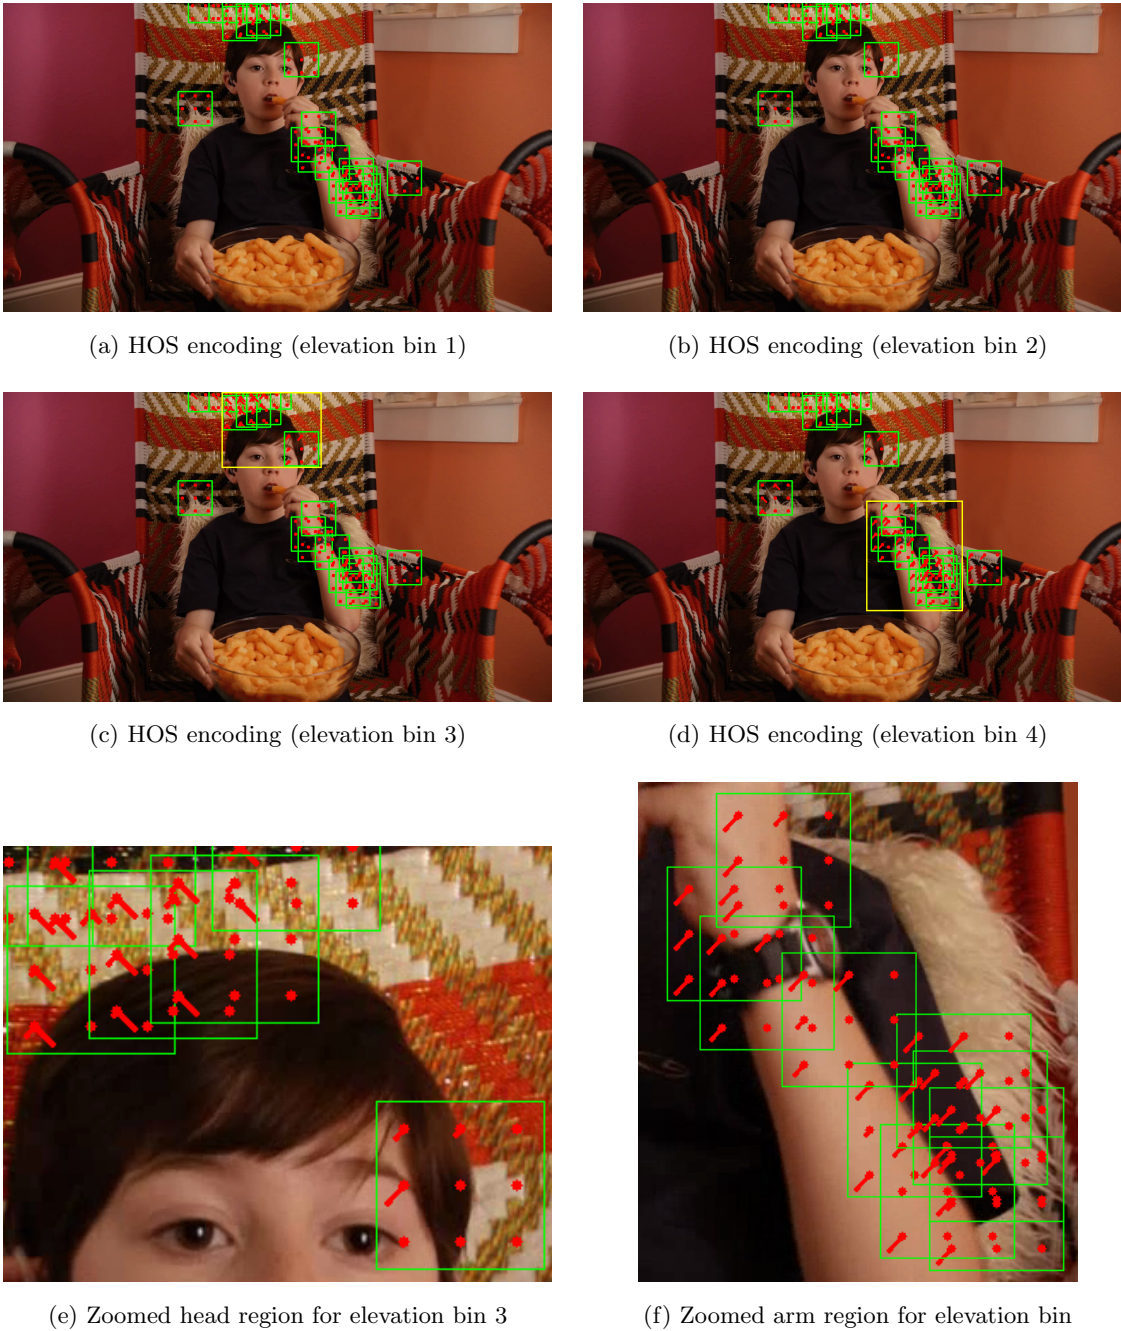 (a) HOS encoding (elevation bin 1)
(b) HOS encoding (elevation bin 2)
(c) HOS encoding (elevation bin 3)
(d) HOS encoding (elevation bin 4)
(e) Zoomed head region for elevation bin 3
(f) Zoomed arm region for elevation bin